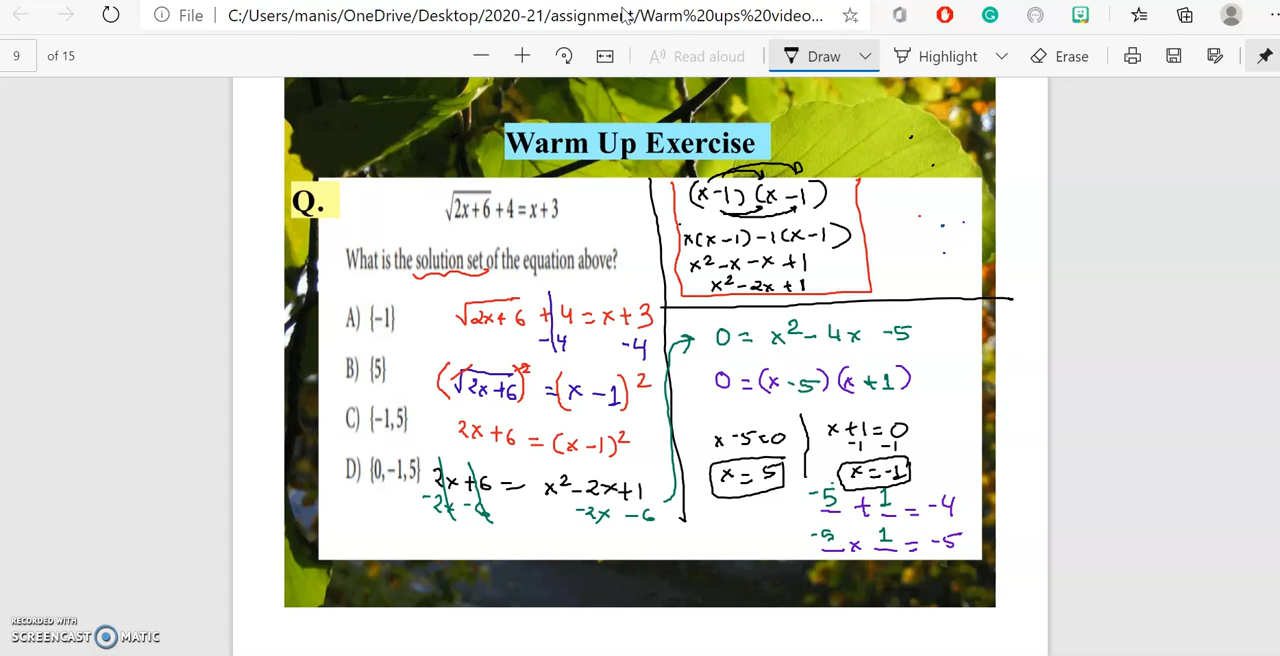 File C:/Users/manis/OneDrive/Desktop/2020-21/assignment/Warm%20ups%20video...
9 of 15
Read aloud Draw Highlight Erase
Warm Up Exercise
Q.
√2x+6 + 4 = x + 3
What is the solution set of the equation above?
A) {−1}
B) {5}
C) {−1,5}
D) {0,−1,5}
√2x+6 + 4 = x + 3
-4 -4
(√2x+6)² = (x - 1)²
2x + 6 = (x - 1)²
2x + 6 = x² - 2x + 1
-2x - 6 -2x - 6
(x - 1) (x - 1)
x(x - 1) - 1(x - 1)
x² - x - x + 1
x² - 2x + 1
0 = x² - 4x - 5
0 = (x - 5)(x + 1)
x - 5 = 0
x = 5
x + 1 = 0
-1 -1
x = -1
-5 + 1 = -4
-5 x 1 = -5
RECORDED WITH
SCREENCAST MATIC